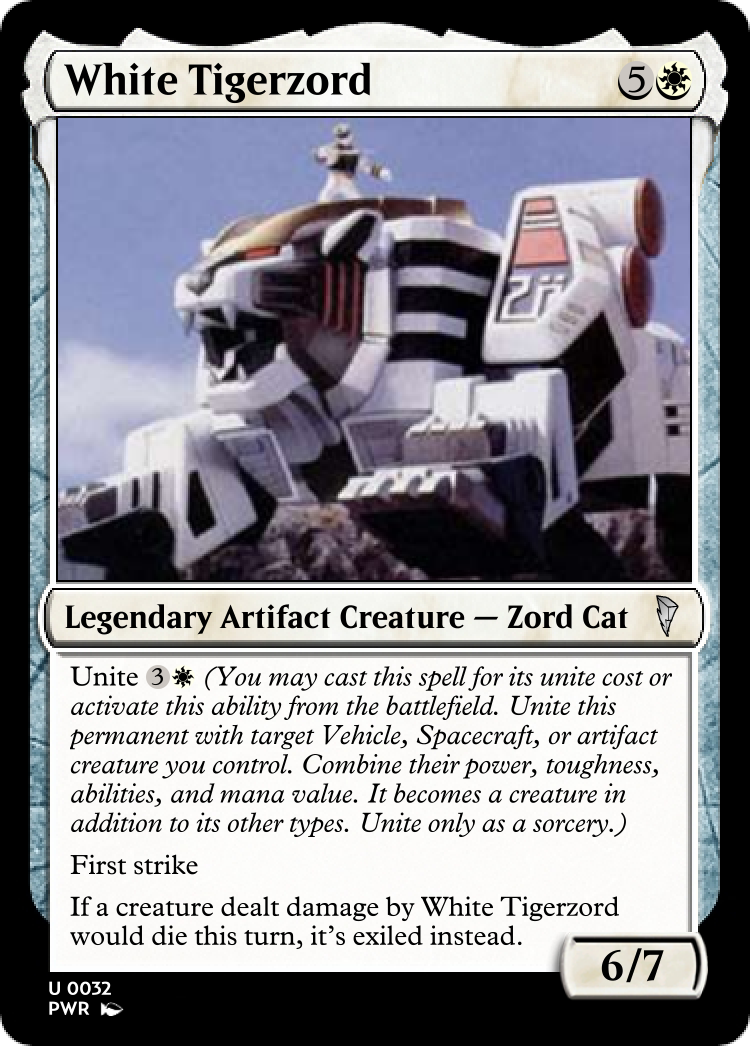 White Tigerzord 5
Legendary Artifact Creature — Zord Cat
Unite 3 (You may cast this spell for its unite cost or
activate this ability from the battlefield. Unite this
permanent with target Vehicle, Spacecraft, or artifact
creature you control. Combine their power, toughness,
abilities, and mana value. It becomes a creature in
addition to its other types. Unite only as a sorcery.)
First strike
If a creature dealt damage by White Tigerzord
would die this turn, it's exiled instead.
6/7
U 0032
PWR